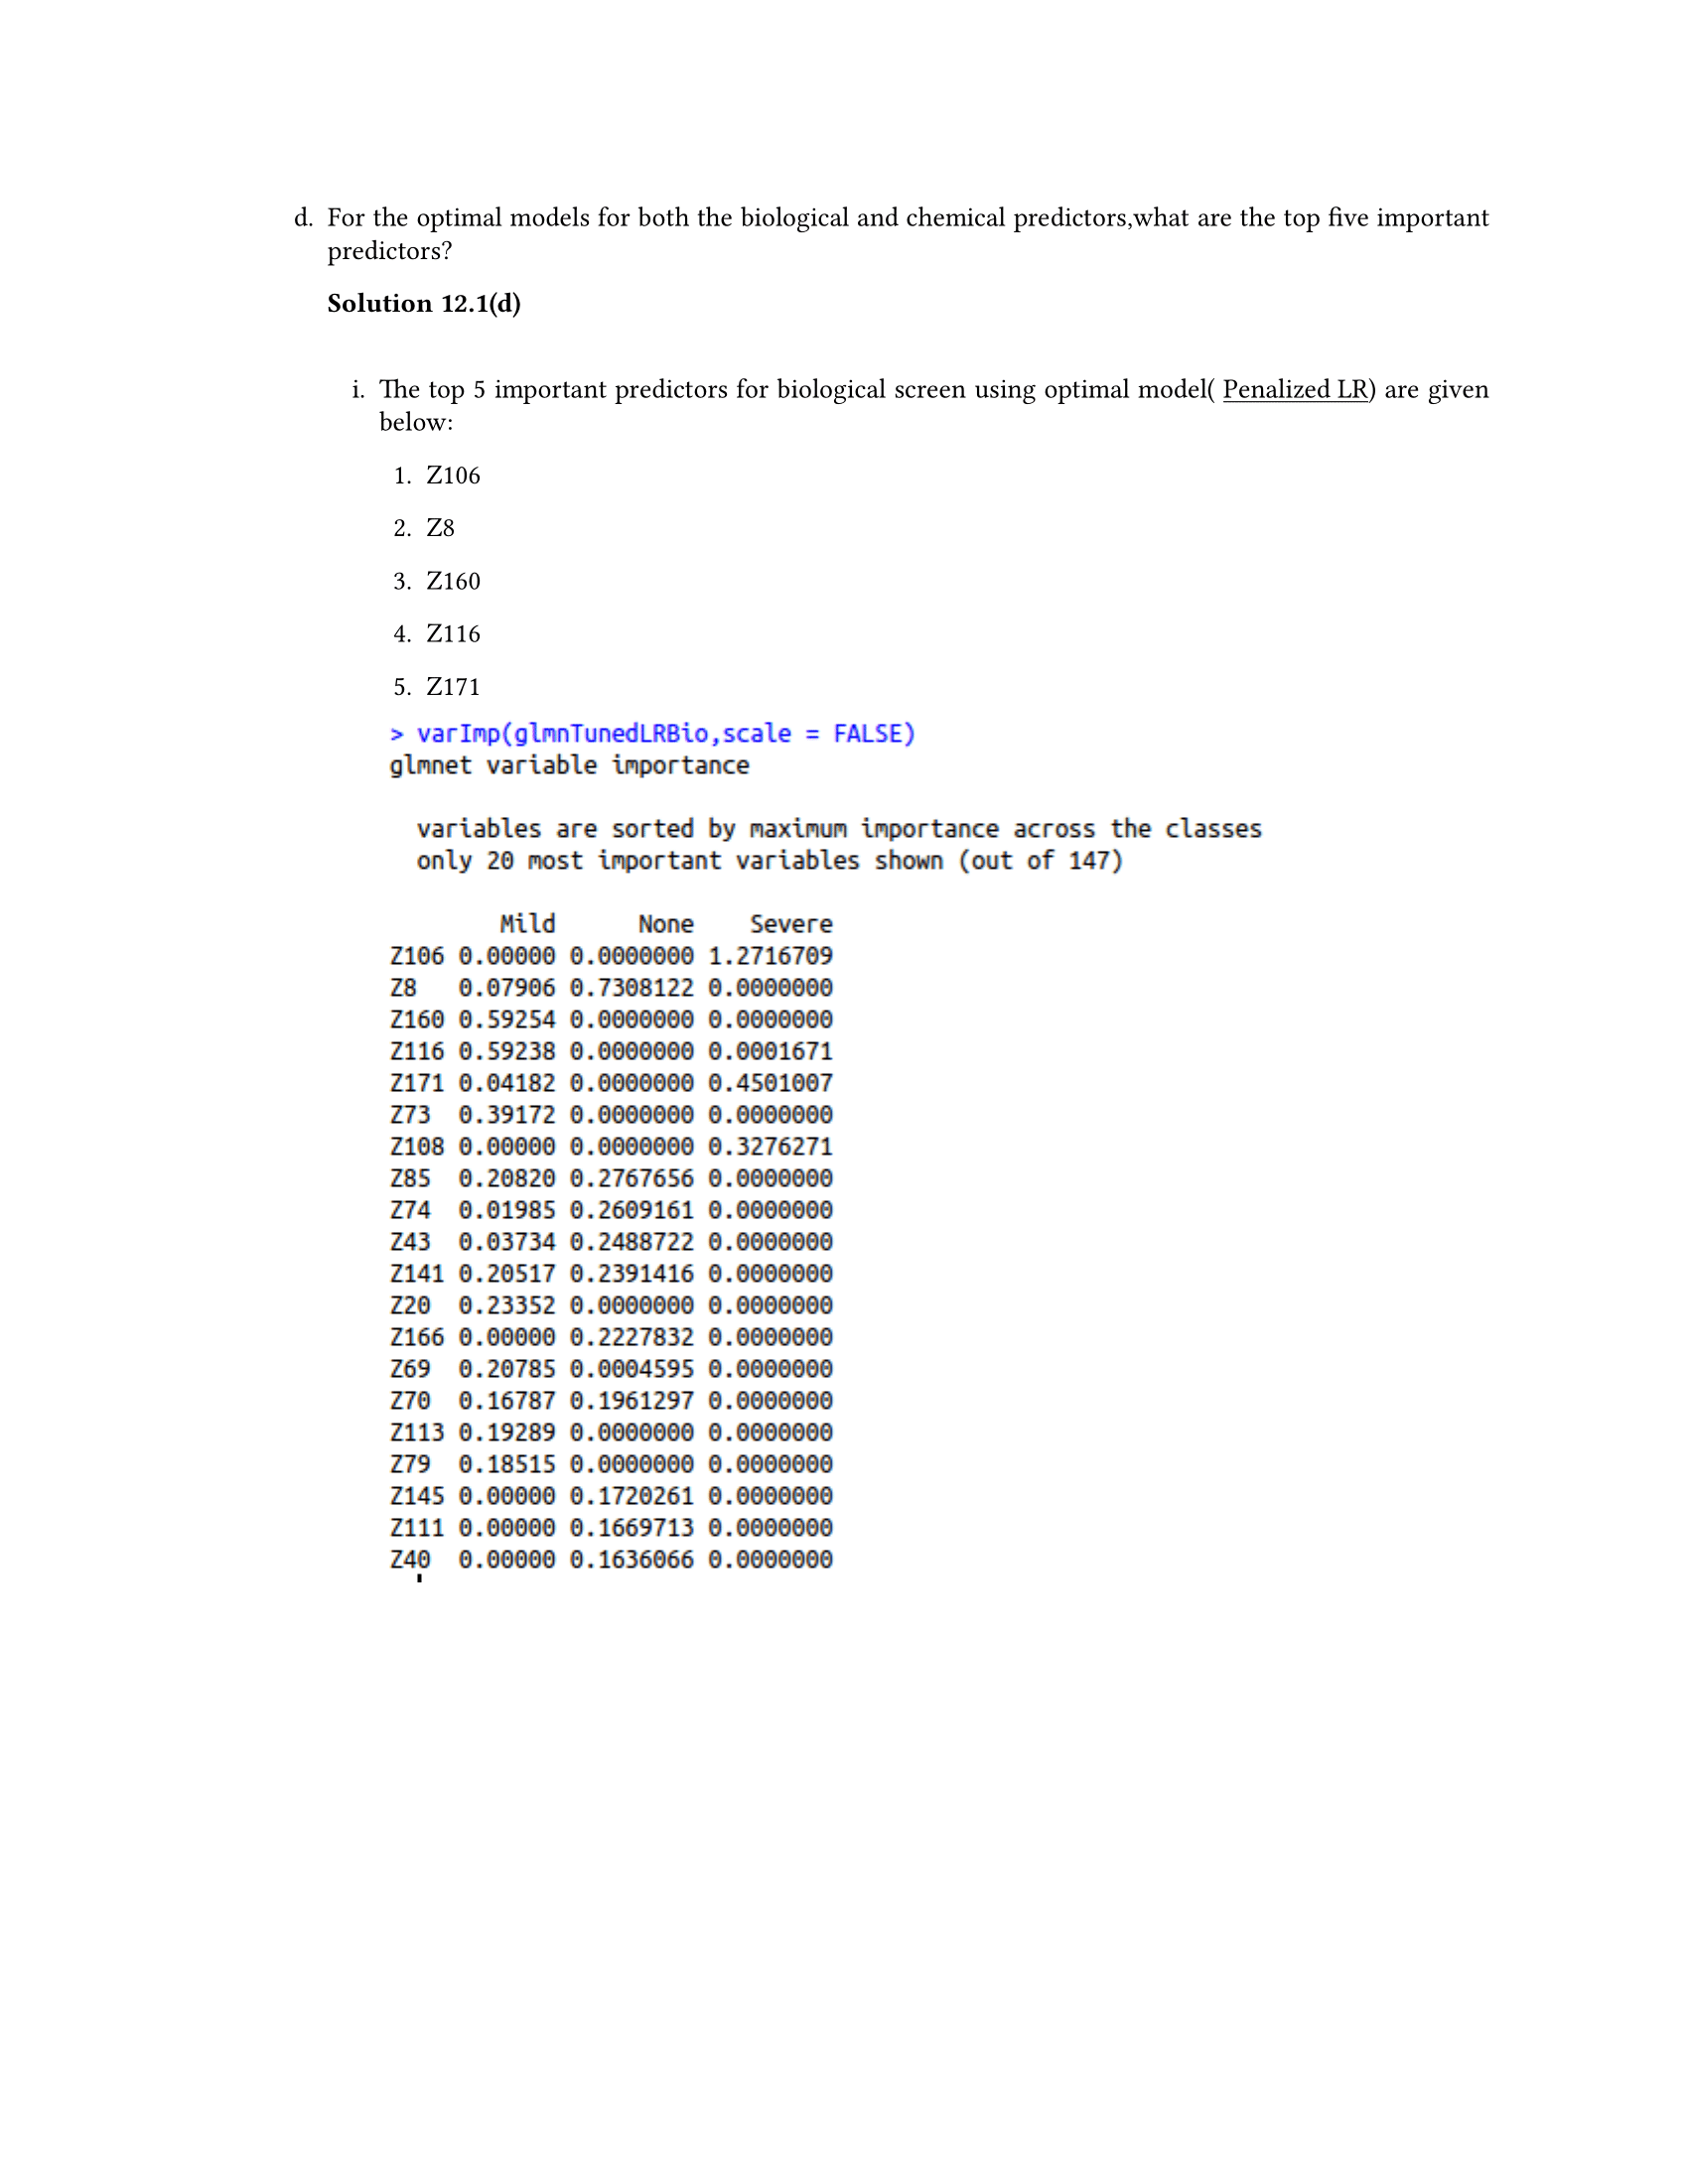 d. For the optimal models for both the biological and chemical predictors,what are the top five important
predictors?
Solution 12.1(d)
i. The top 5 important predictors for biological screen using optimal model( Penalized LR) are given
below:
1. Z106
2. Z8
3. Z160
4. Z116
5. Z171
> varImp(glmnTunedLRBio,scale = FALSE)
glmnet variable importance
variables are sorted by maximum importance across the classes
only 20 most important variables shown (out of 147)
Mild None Severe
Z106 0.00000 0.0000000 1.2716709
Z8 0.07906 0.7308122 0.0000000
Z160 0.59254 0.0000000 0.0000000
Z116 0.59238 0.0000000 0.0001671
Z171 0.04182 0.0000000 0.4501007
Z73 0.39172 0.0000000 0.0000000
Z108 0.00000 0.0000000 0.3276271
Z85 0.20820 0.2767656 0.0000000
Z74 0.01985 0.2609161 0.0000000
Z43 0.03734 0.2488722 0.0000000
Z141 0.20517 0.2391416 0.0000000
Z20 0.23352 0.0000000 0.0000000
Z166 0.00000 0.2227832 0.0000000
Z69 0.20785 0.0004595 0.0000000
Z70 0.16787 0.1961297 0.0000000
Z113 0.19289 0.0000000 0.0000000
Z79 0.18515 0.0000000 0.0000000
Z145 0.00000 0.1720261 0.0000000
Z111 0.00000 0.1669713 0.0000000
Z40 0.00000 0.1636066 0.0000000